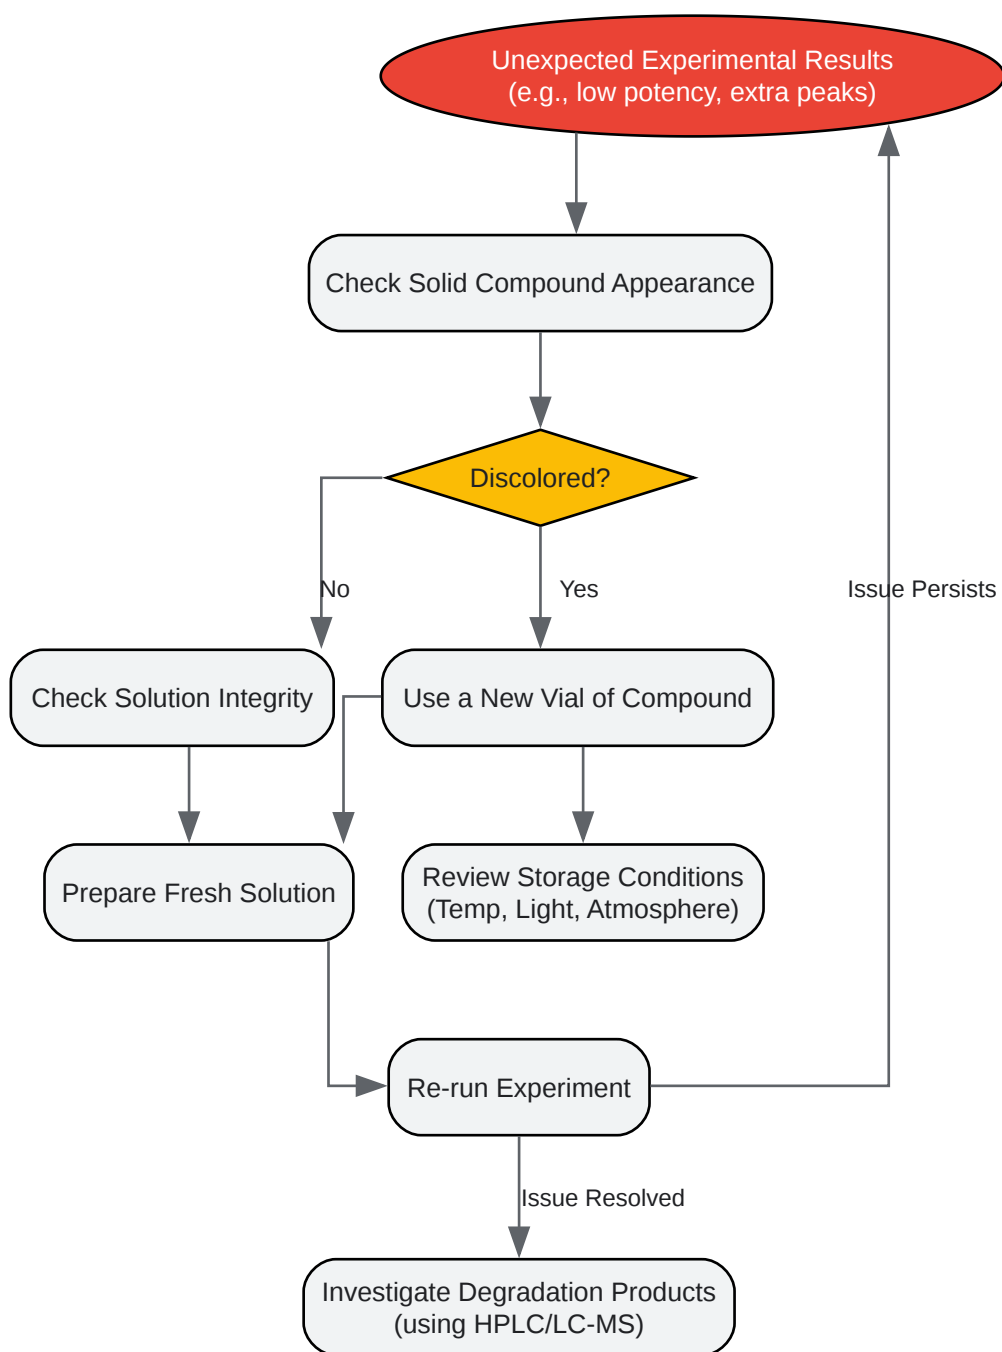 Unexpected Experimental Results
(e.g., low potency, extra peaks)
Check Solid Compound Appearance
Discolored?
No
Yes
Issue Persists
Check Solution Integrity
Use a New Vial of Compound
Prepare Fresh Solution
Review Storage Conditions
(Temp, Light, Atmosphere)
Re-run Experiment
Issue Resolved
Investigate Degradation Products
(using HPLC/LC-MS)